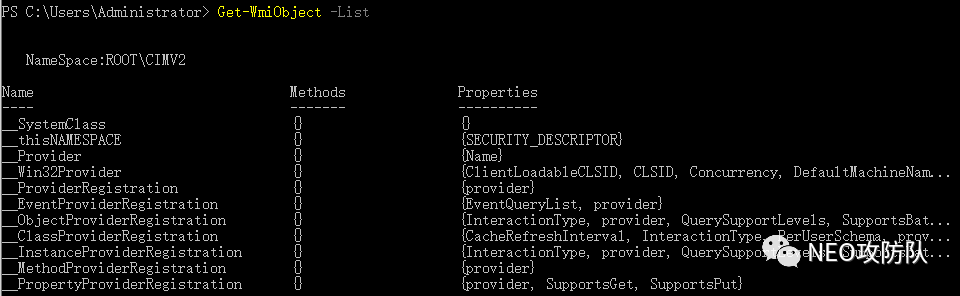 PS C:\Users\Administrator> Get-WmiObject -List
NameSpace:ROOT\CIMV2
Name Methods Properties
---- ------- ----------
__SystemClass {} {}
__thisNAMESPACE {} {SECURITY_DESCRIPTOR}
__Provider {} {Name}
__Win32Provider {} {ClientLoadableCLSID, CLSID, Concurrency, DefaultMachineNam...
__ProviderRegistration {} {provider}
__EventProviderRegistration {} {EventQueryList, provider}
__ObjectProviderRegistration {} {InteractionType, provider, QuerySupportLevels, SupportsBat...
__ClassProviderRegistration {} {CacheRefreshInterval, InteractionType, PerUserSchema, prov...
__InstanceProviderRegistration {} {InteractionType, provider, QuerySupportLevels, SupportsBat...
__MethodProviderRegistration {} {provider}
__PropertyProviderRegistration {} {provider, SupportsGet, SupportsPut}
NEO攻防队